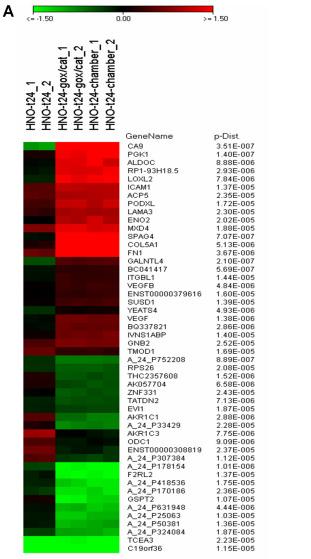 A
<= -1.50 0.00 >= 1.50
HNO-t24_1
HNO-t24_2
HNO-t24-gox/cat_1
HNO-t24-gox/cat_2
HNO-t24-chamber_1
HNO-t24-chamber_2
GeneName p-Dist.
CA9 3.51E-007
PGK1 1.40E-007
ALDOC 8.88E-006
RP1-93H18.5 2.93E-006
LOXL2 7.84E-006
ICAM1 1.37E-005
ACP5 2.35E-005
PODXL 1.72E-005
LAMA3 2.30E-005
ENO2 2.02E-005
MXD4 1.88E-005
SPAG4 7.07E-007
COL5A1 5.13E-006
FN1 3.67E-006
GALNTL4 2.10E-007
BC041417 5.69E-007
ITGBL1 1.44E-005
VEGFB 4.84E-006
ENST00000379616 1.60E-005
SUSD1 1.39E-005
YEATS4 4.93E-006
VEGF 1.38E-005
BQ337821 2.86E-006
IVNS1ABP 1.40E-005
GNB2 2.52E-005
TMOD1 1.69E-005
A_24_P752208 8.89E-007
RPS26 2.08E-005
THC2357608 1.52E-006
AK057704 6.58E-006
ZNF331 2.43E-005
TATDN2 7.13E-006
EVI1 1.87E-005
AKR1C1 2.88E-006
A_24_P33429 2.28E-005
AKR1C3 7.75E-006
ODC1 9.09E-006
ENST00000308819 2.37E-005
A_24_P307384 1.12E-005
A_24_P178154 1.01E-006
F2RL2 1.37E-005
A_24_P418536 1.75E-005
A_24_P170186 2.36E-005
GSPT2 1.07E-005
A_24_P631948 4.44E-006
A_24_P25063 1.03E-005
A_24_P50381 1.36E-005
A_24_P324084 1.87E-005
TCEA3 2.23E-005
C19orf36 1.15E-005